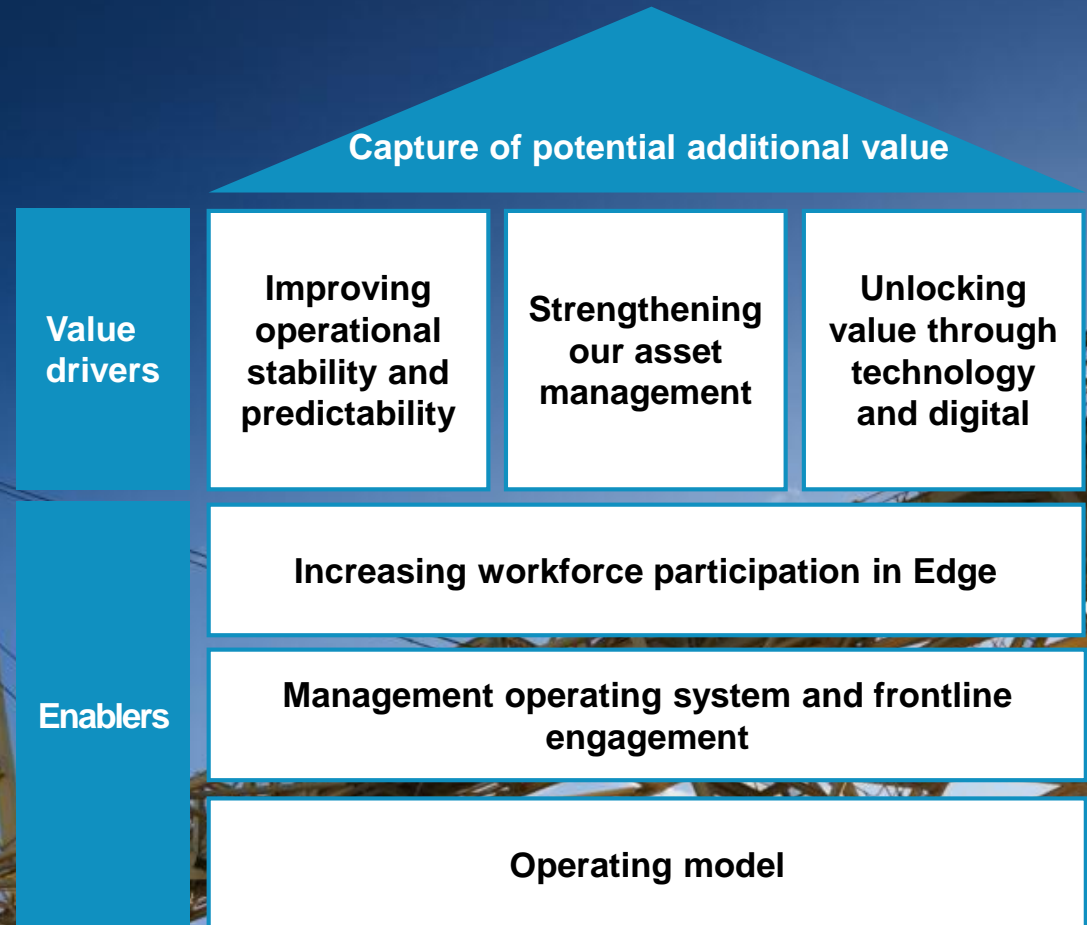 Capture of potential additional value
Value
drivers
Improving
operational
stability and
predictability
Strengthening
our asset
management
Unlocking
value through
technology
and digital
Enablers
Increasing workforce participation in Edge
Management operating system and frontline
engagement
Operating model